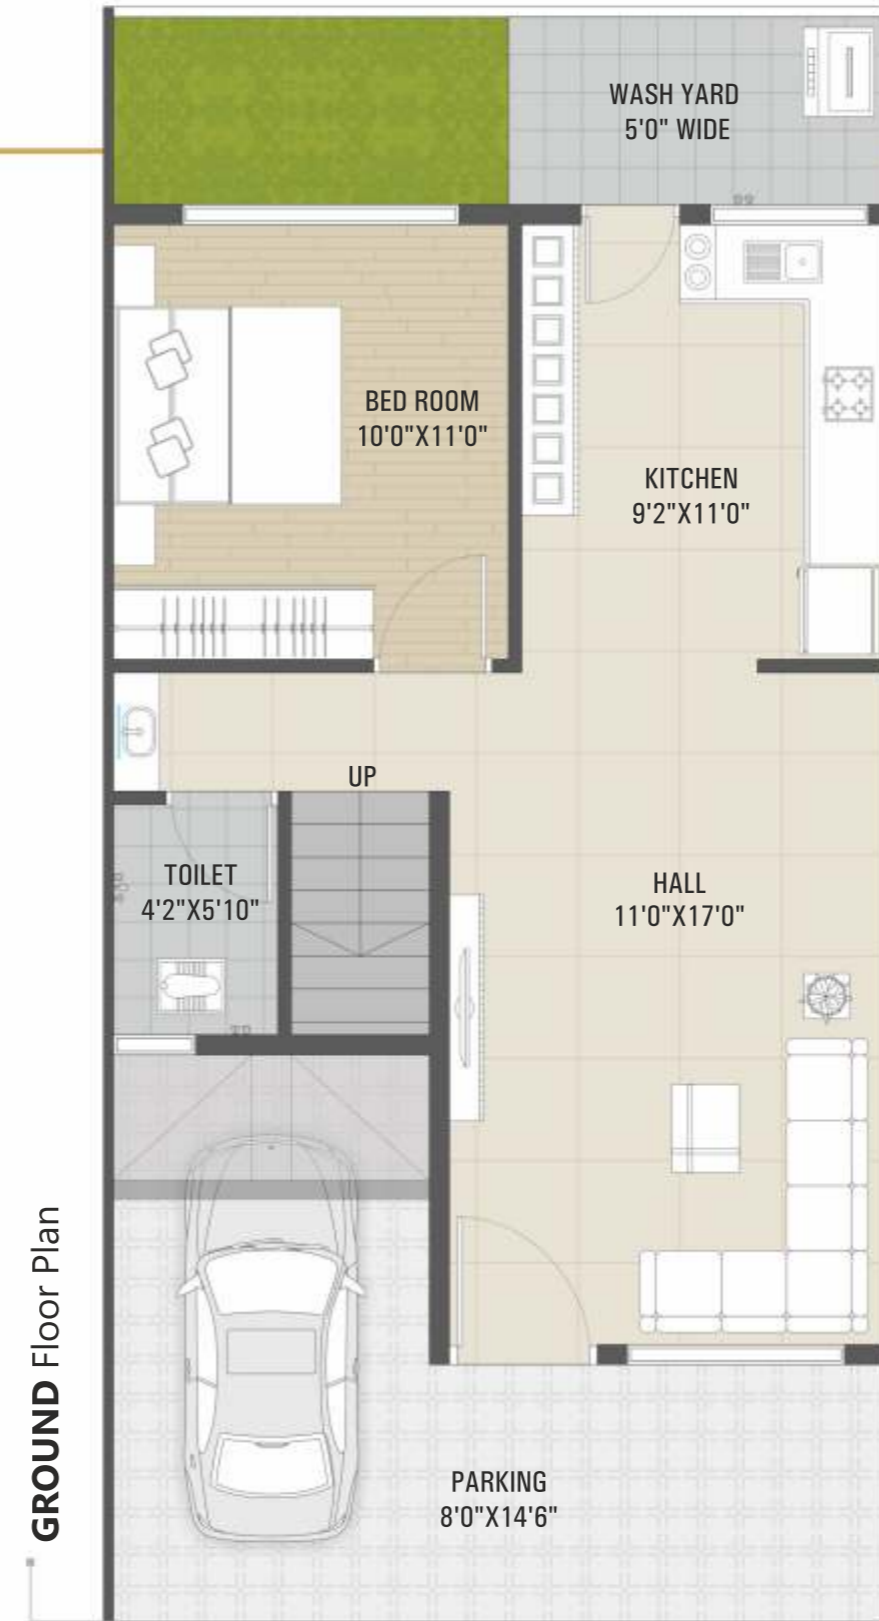 WASH YARD
5'0" WIDE
BED ROOM
10'0"X11'0"
KITCHEN
9'2"X11'0"
UP
TOILET
4'2"X5'10"
HALL
11'0"X17'0"
PARKING
8'0"X14'6"
GROUND Floor Plan